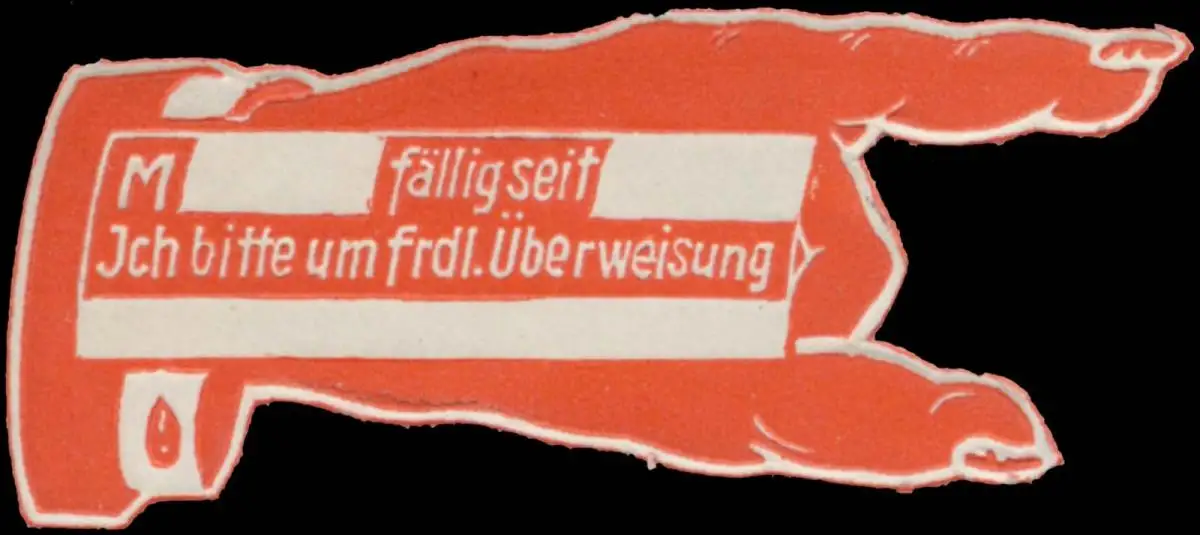 M fällig seit
Jch bitte um frdl. Überweisung